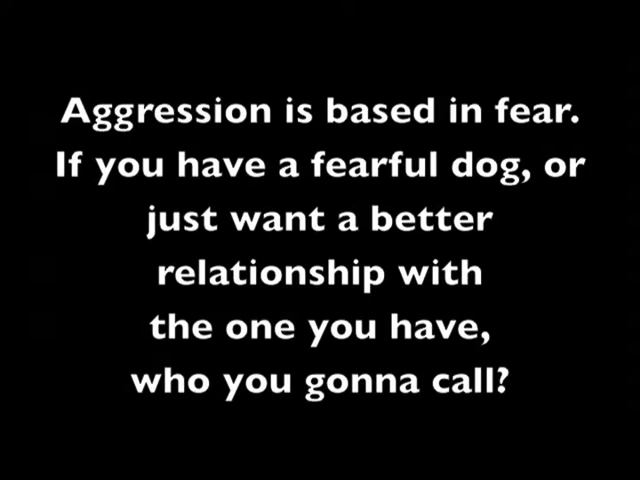 Aggression is based in fear.
If you have a fearful dog, or
just want a better
relationship with
the one you have,
who you gonna call?